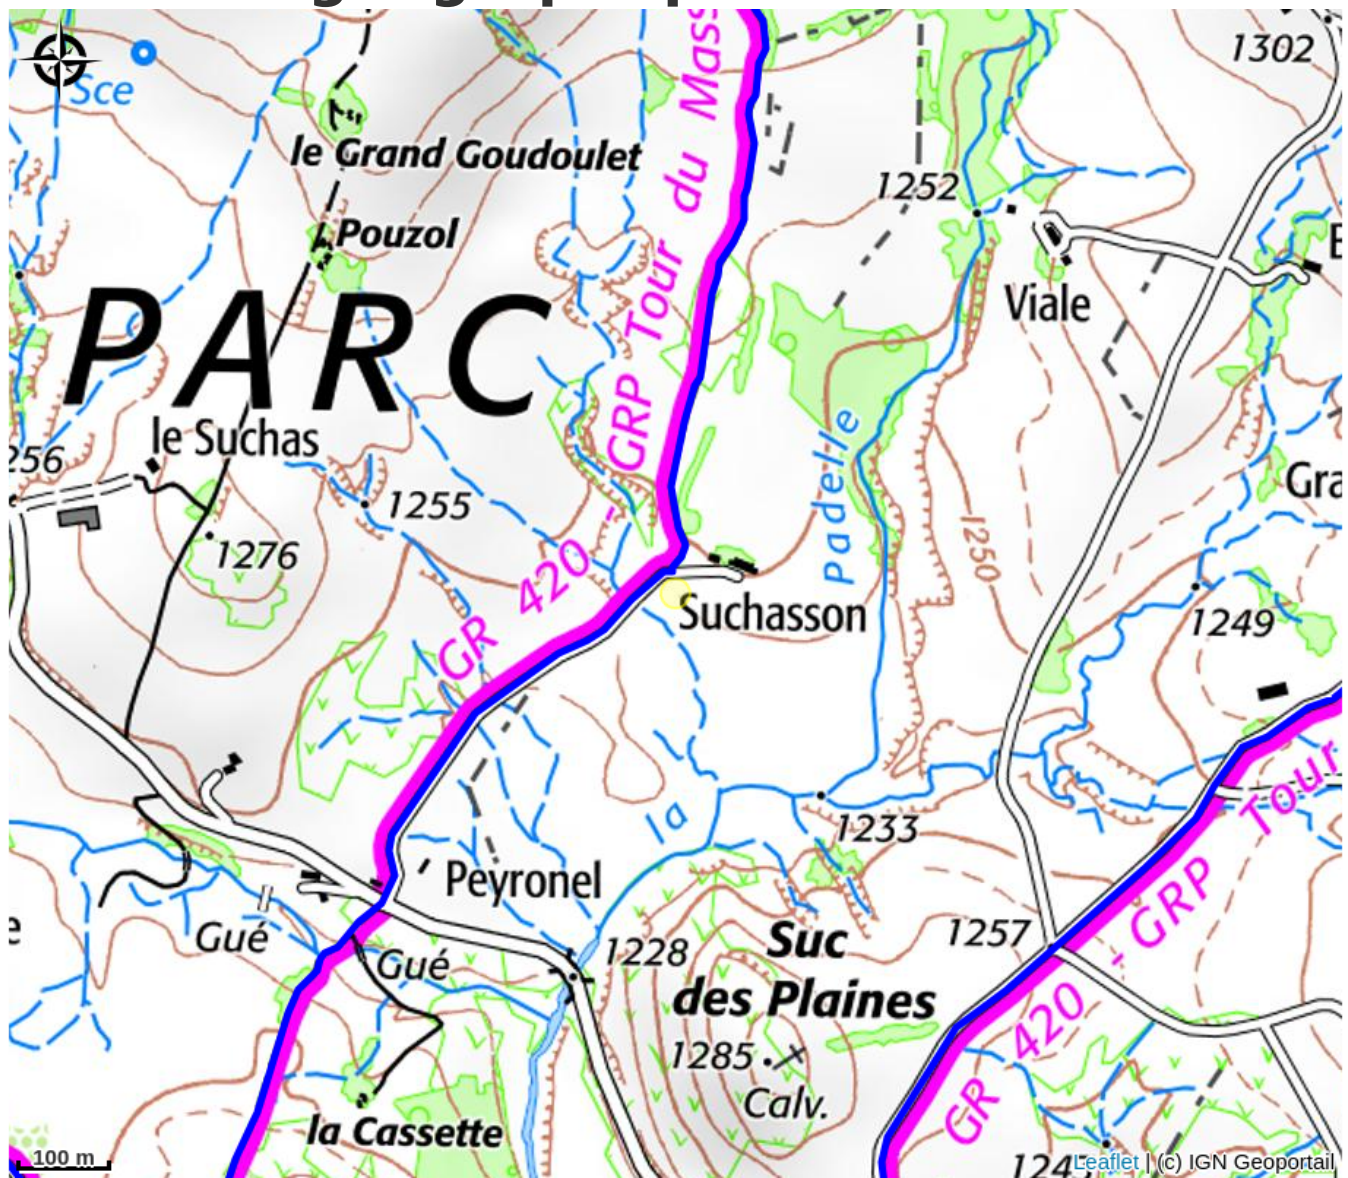 1302
Sce
le Grand Goudoulet
GRP Tour du Mass
1252
Pouzol
Viale
PARC
le Suchas
256
1255
Gra
Padelle
1250
1276
GR 420 -
Suchasson
1249
la
1233
Peyronel
GR 420 - GRP Tour
Gué
1257
Suc
des Plaines
1228
Gué
1285
Calv.
la Cassette
100 m
Leaflet | (c) IGN Geoportail